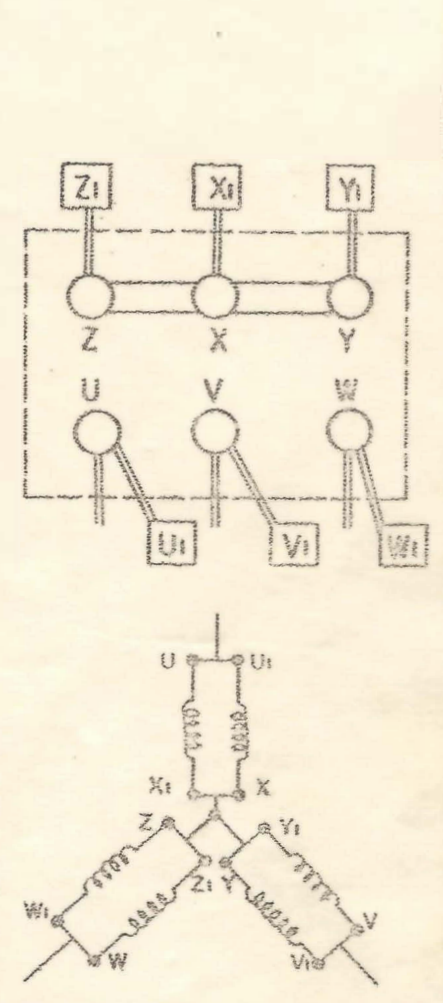 Z1 X1 Y1
Z X Y
U V W
U1 V1 W1
U U1
X1 X
Z Y1
Z1 Y
W1 V
W V1